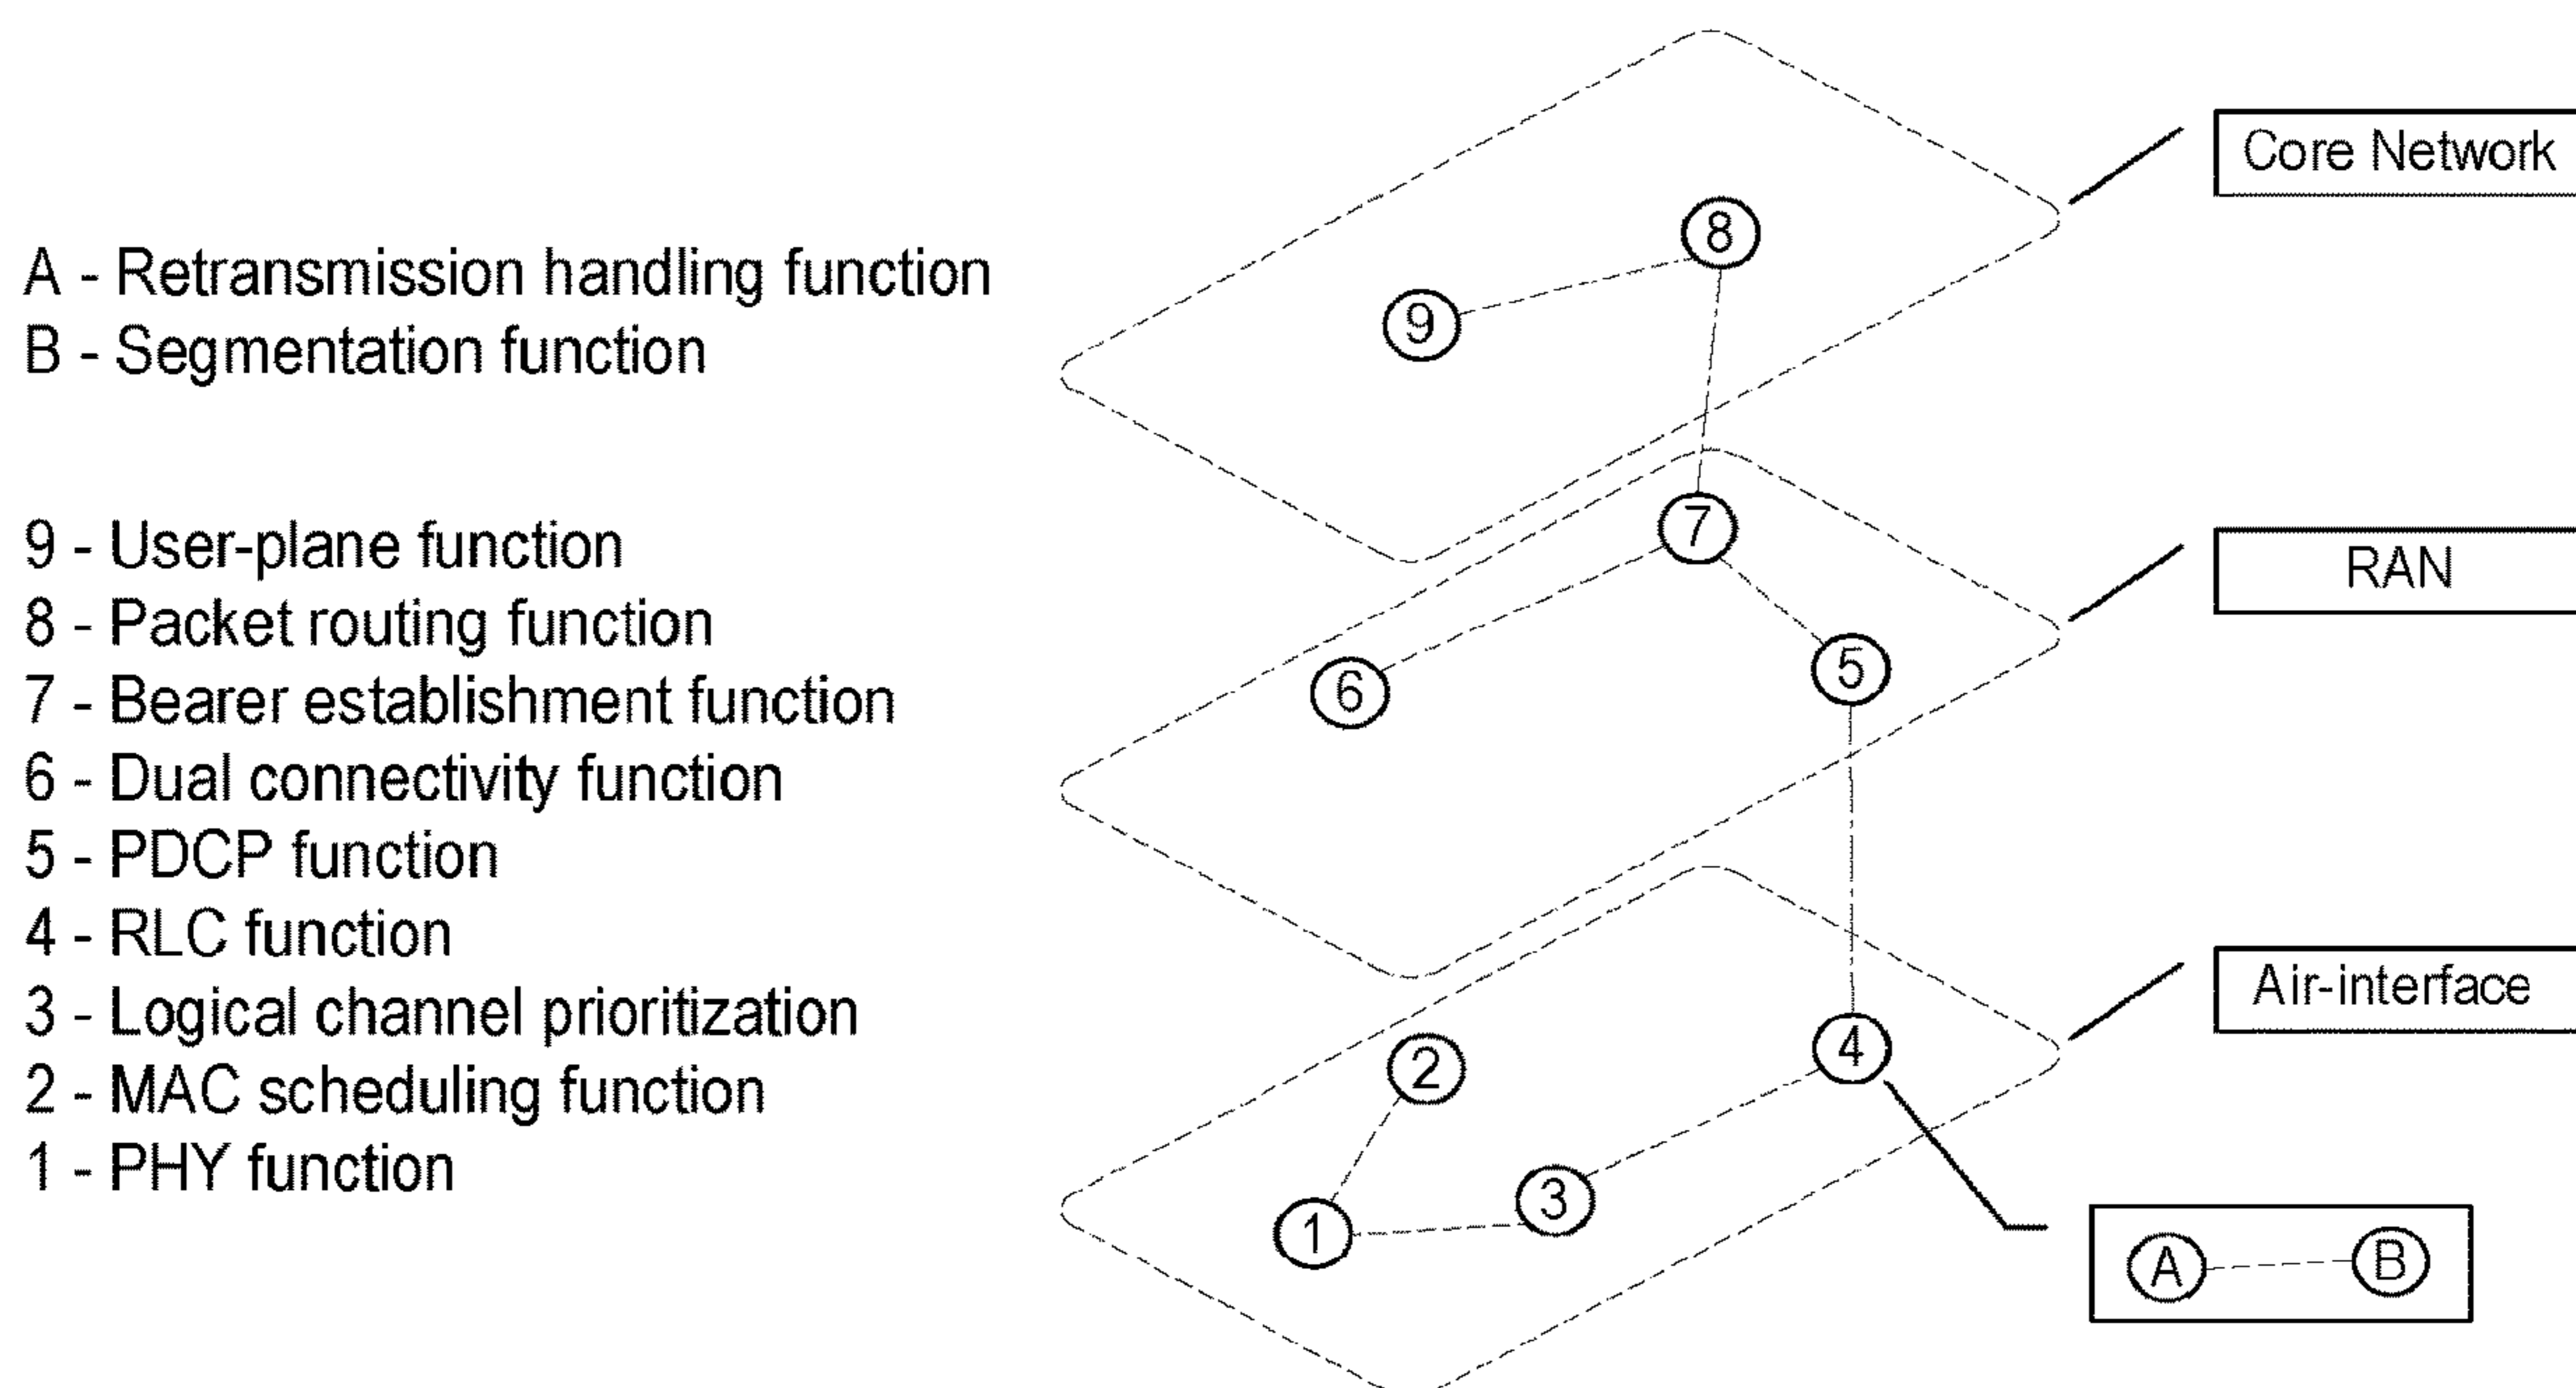 A - Retransmission handling function
B - Segmentation function
9 - User-plane function
8 - Packet routing function
7 - Bearer establishment function
6 - Dual connectivity function
5 - PDCP function
4 - RLC function
3 - Logical channel prioritization
2 - MAC scheduling function
1 - PHY function
Core Network
8
9
RAN
7
5
6
Air-interface
4
2
3
1
A
B